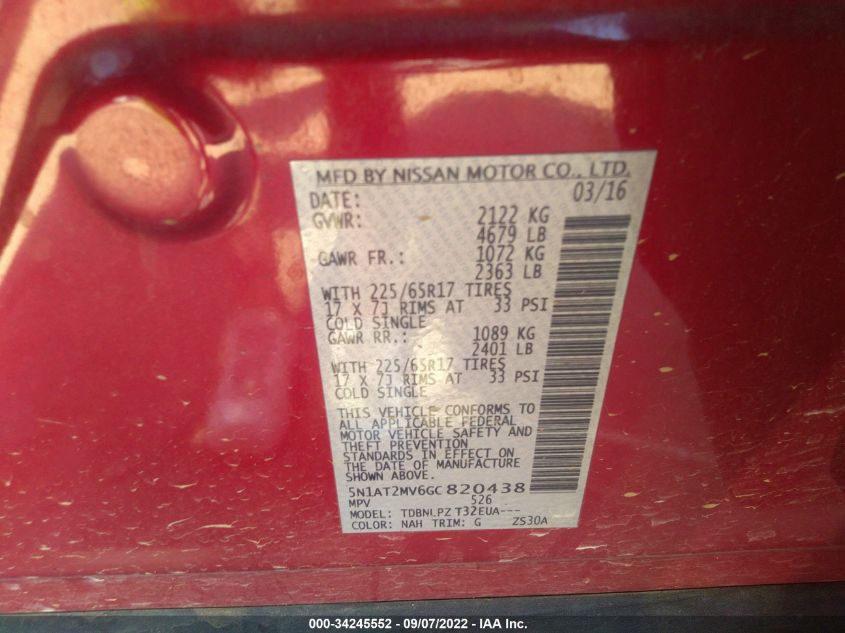 MFD BY NISSAN MOTOR CO., LTD.
DATE: 03/16
GVWR: 2122 KG
4679 LB
GAWR FR.: 1072 KG
2363 LB
WITH 225/65R17 TIRES
17 X 7J RIMS AT 33 PSI
COLD SINGLE
GAWR RR.: 1089 KG
2401 LB
WITH 225/65R17 TIRES
17 X 7J RIMS AT 33 PSI
COLD SINGLE
THIS VEHICLE CONFORMS TO
ALL APPLICABLE FEDERAL
MOTOR VEHICLE SAFETY AND
THEFT PREVENTION
STANDARDS IN EFFECT ON
THE DATE OF MANUFACTURE
SHOWN ABOVE.
5N1AT2MV6GC820438
MPV 526
MODEL: TDBNLPZ T32EUA---
COLOR: NAH TRIM: G ZS30A
000-34245552 - 09/07/2022 - IAA Inc.